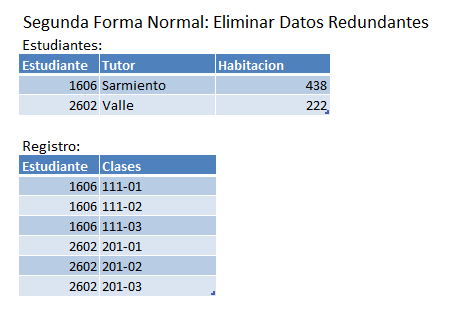 Segunda Forma Normal: Eliminar Datos Redundantes
Estudiantes:
Estudiante Tutor Habitacion
1606 Sarmiento 438
2602 Valle 222
Registro:
Estudiante Clases
1606 111-01
1606 111-02
1606 111-03
2602 201-01
2602 201-02
2602 201-03